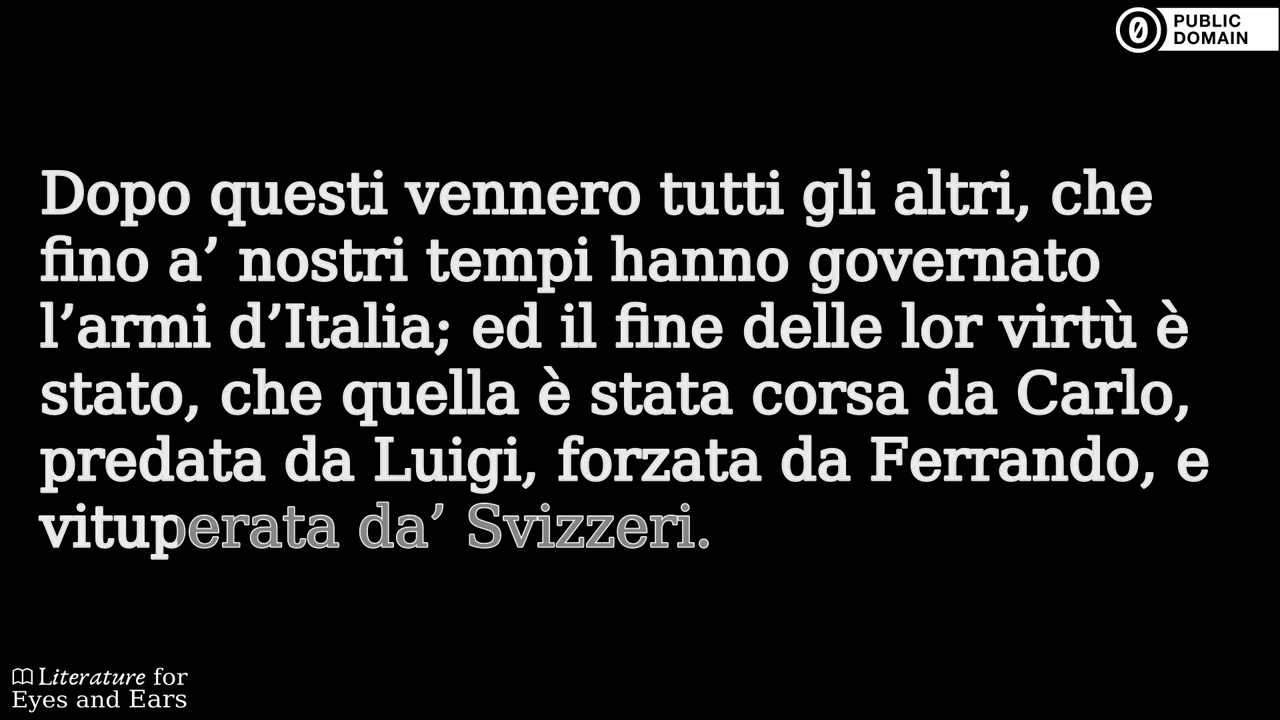 PUBLIC
DOMAIN
Dopo questi vennero tutti gli altri, che
fino a’ nostri tempi hanno governato
l’armi d’Italia; ed il fine delle lor virtù è
stato, che quella è stata corsa da Carlo,
predata da Luigi, forzata da Ferrando, e
vituperata da’ Svizzeri.
Literature for
Eyes and Ears